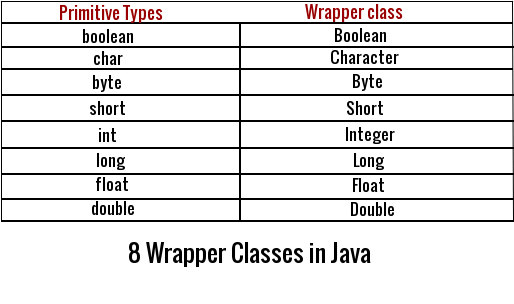 Primitive Types Wrapper class
boolean Boolean
char Character
byte Byte
short Short
int Integer
long Long
float Float
double Double
8 Wrapper Classes in Java